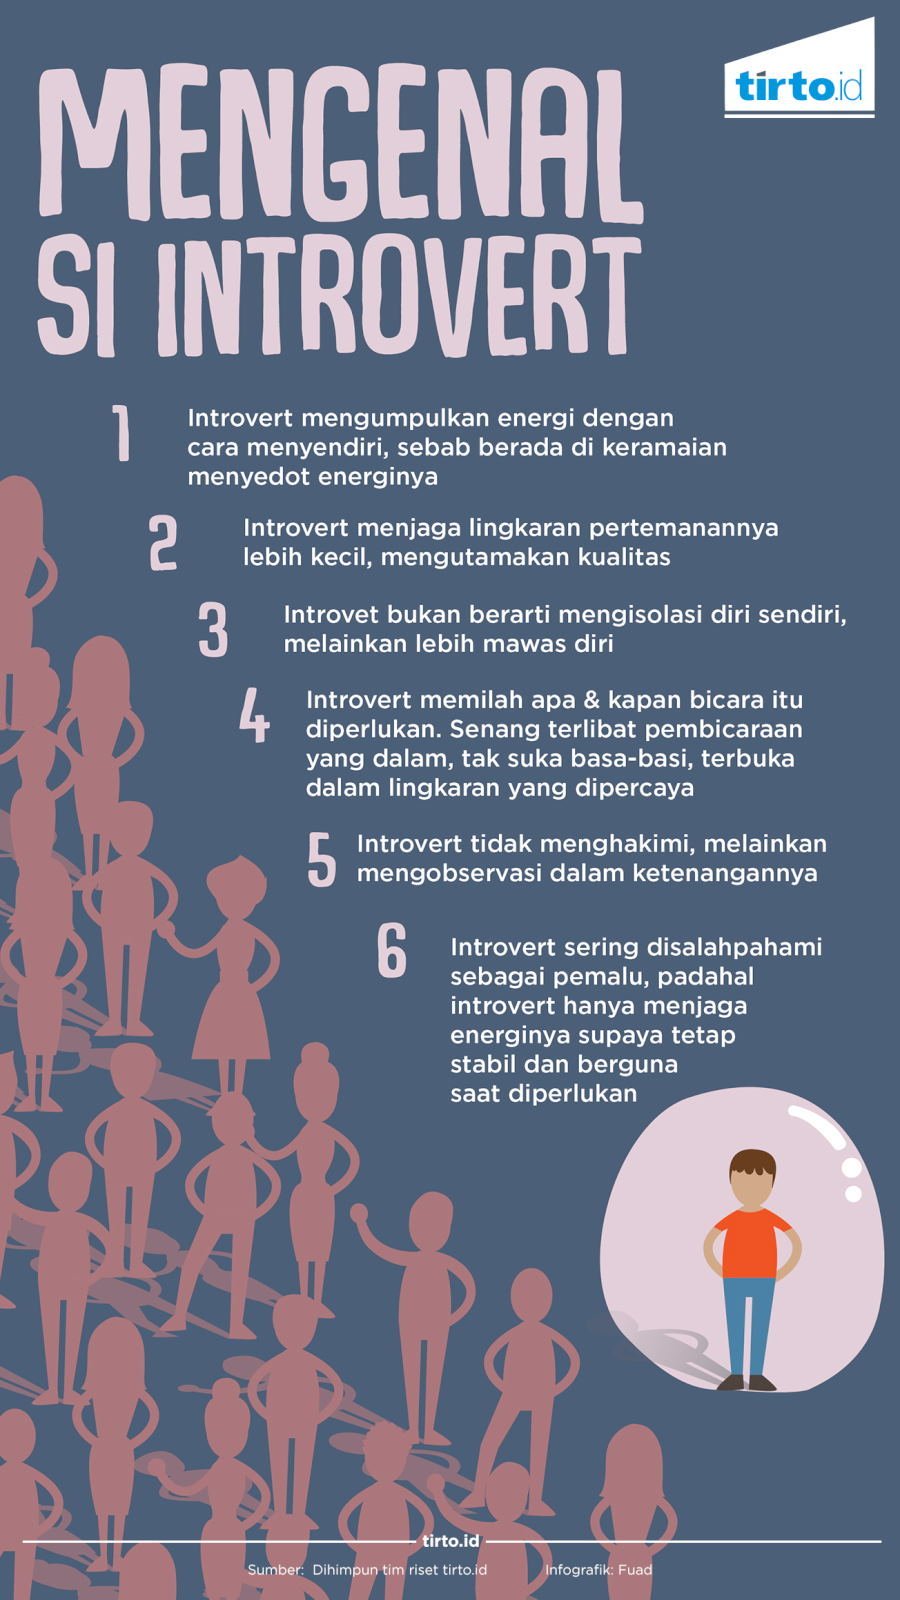 tirto.id
MENGENAL
SI INTROVERT
1
Introvert mengumpulkan energi dengan
cara menyendiri, sebab berada di keramaian
menyedot energinya
2
Introvert menjaga lingkaran pertemanannya
lebih kecil, mengutamakan kualitas
3
Introvet bukan berarti mengisolasi diri sendiri,
melainkan lebih mawas diri
4
Introvert memilah apa & kapan bicara itu
diperlukan. Senang terlibat pembicaraan
yang dalam, tak suka basa-basi, terbuka
dalam lingkaran yang dipercaya
5
Introvert tidak menghakimi, melainkan
mengobservasi dalam ketenangannya
6
Introvert sering disalahpahami
sebagai pemalu, padahal
introvert hanya menjaga
energinya supaya tetap
stabil dan berguna
saat diperlukan
tirto.id
Sumber: Dihimpun tim riset tirto.id Infografik: Fuad